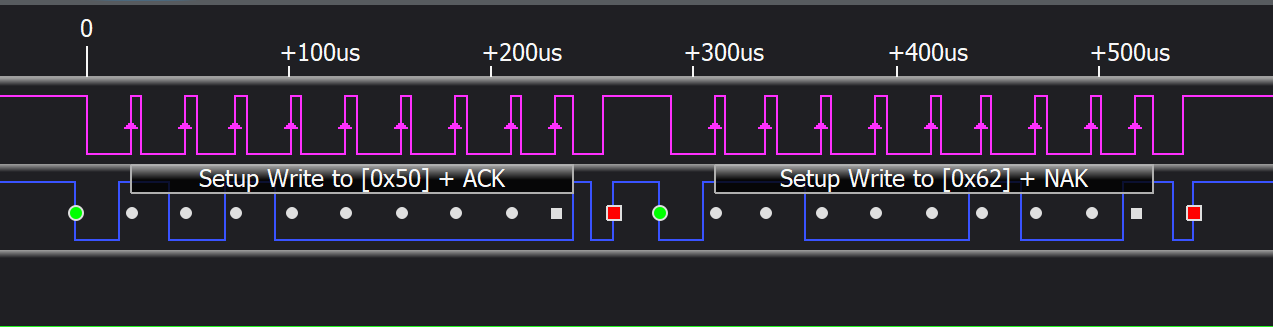 0
+100us +200us +300us +400us +500us
Setup Write to [0x50] + ACK Setup Write to [0x62] + NAK